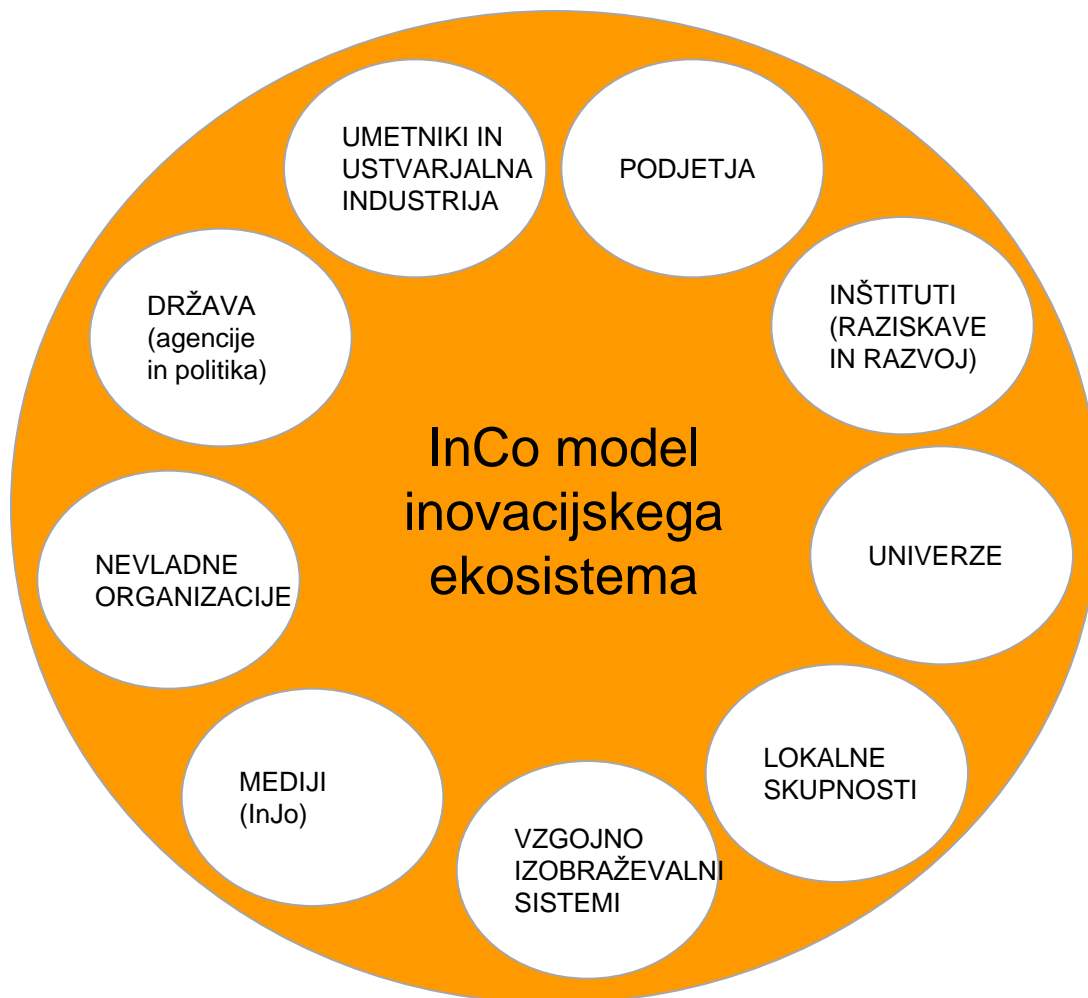 UMETNIKI IN
USTVARJALNA
INDUSTRIJA
PODJETJA
DRŽAVA
(agencije
in politika)
INŠTITUTI
(RAZISKAVE
IN RAZVOJ)
InCo model
inovacijskega
ekosistema
NEVLADNE
ORGANIZACIJE
UNIVERZE
MEDIJI
(InJo)
LOKALNE
SKUPNOSTI
VZGOJNO
IZOBRAŽEVALNI
SISTEMI